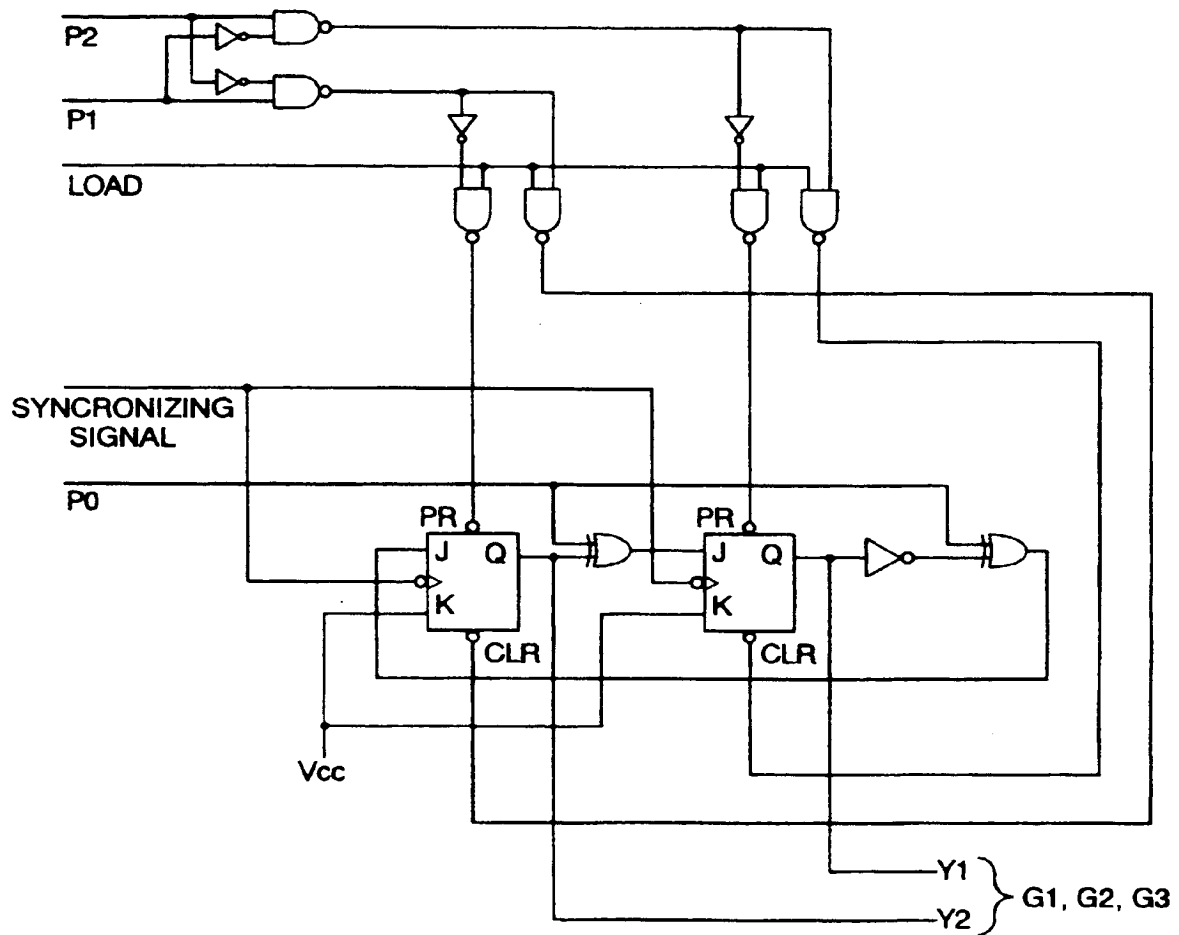 P2
P1
LOAD
SYNCRONIZING
SIGNAL
P0
PR
PR
J Q
J Q
K
K
CLR
CLR
Vcc
Y1
G1, G2, G3
Y2